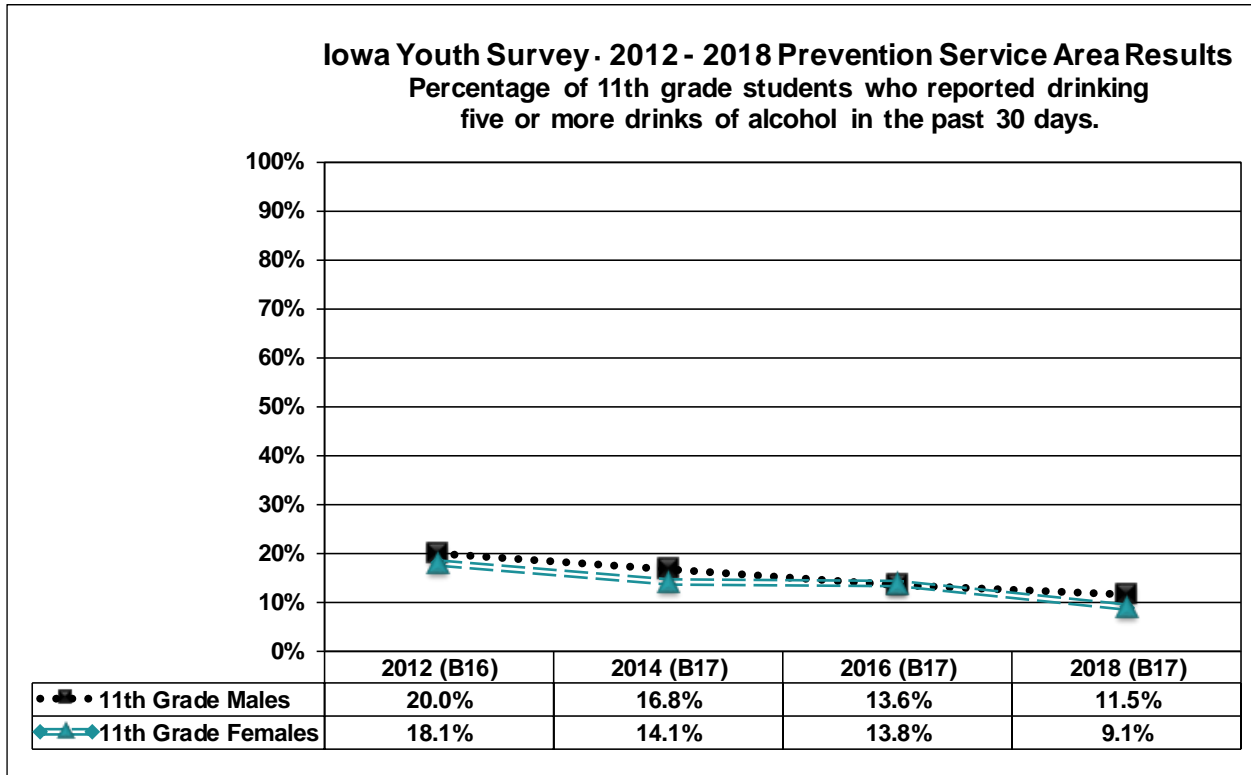 Iowa Youth Survey · 2012 - 2018 Prevention Service Area Results
Percentage of 11th grade students who reported drinking
five or more drinks of alcohol in the past 30 days.
100%
90%
80%
70%
60%
50%
40%
30%
20%
10%
0%
2012 (B16) 2014 (B17) 2016 (B17) 2018 (B17)
11th Grade Males 20.0% 16.8% 13.6% 11.5%
11th Grade Females 18.1% 14.1% 13.8% 9.1%